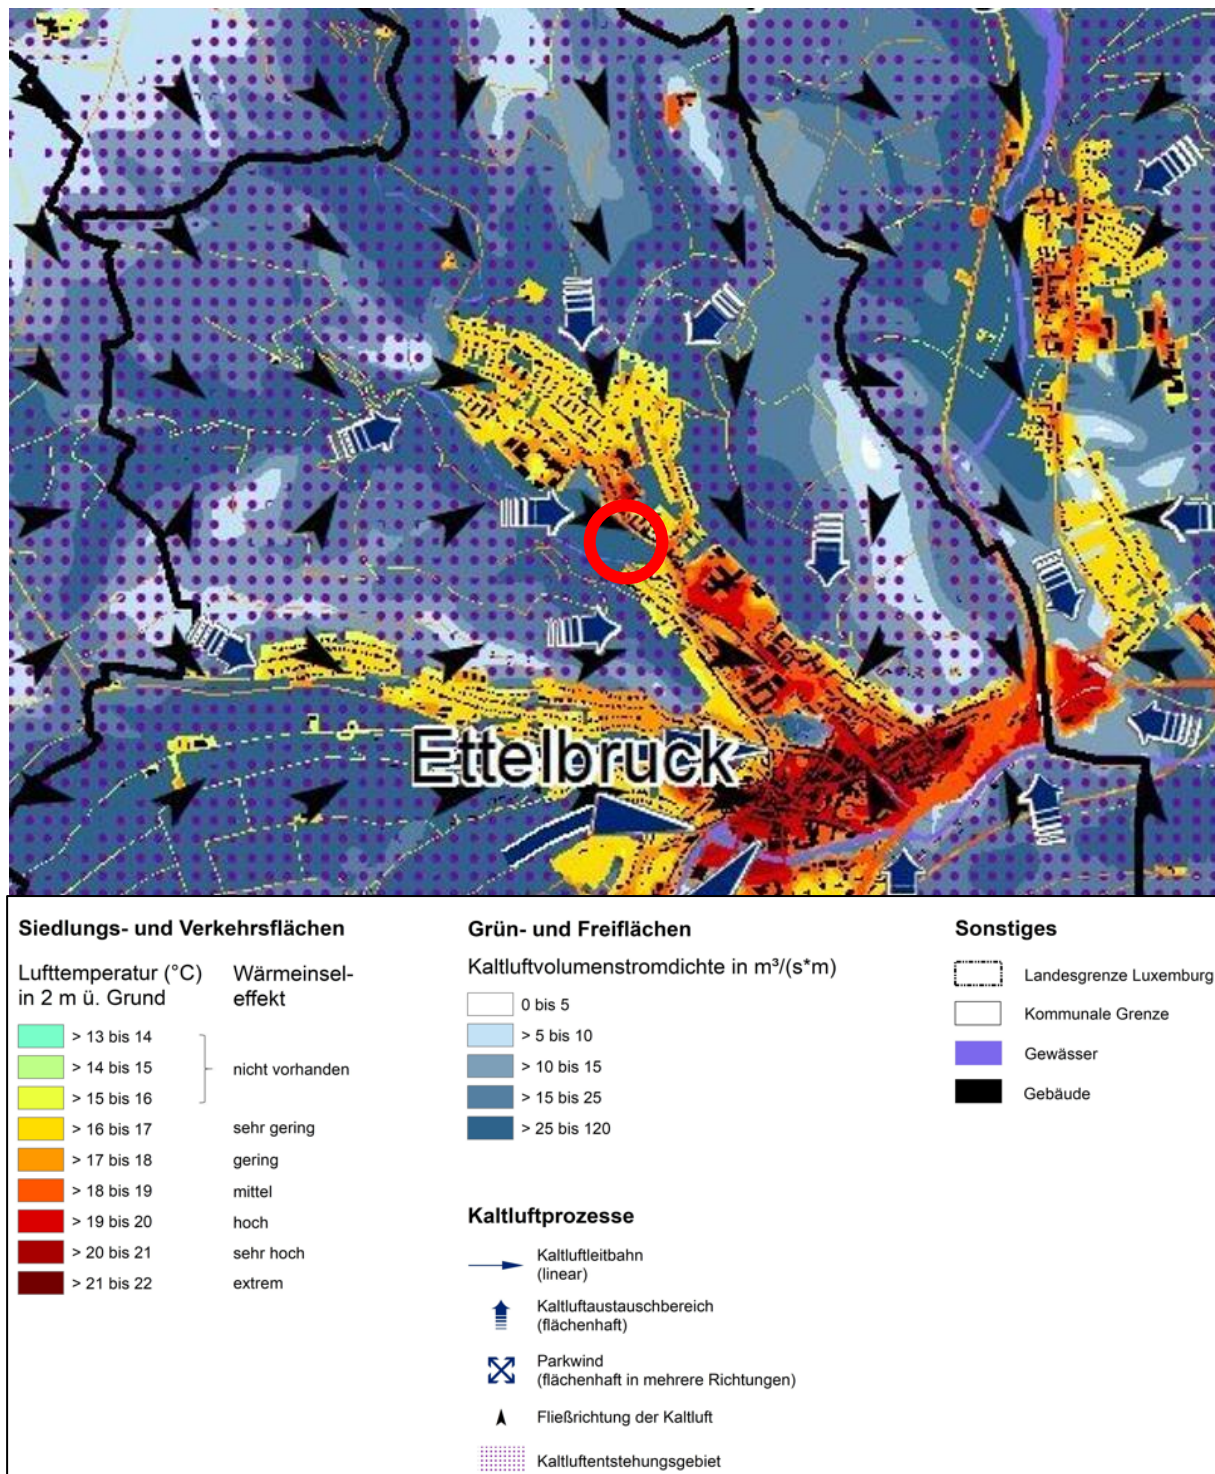 Ettelbruck
Siedlungs- und Verkehrsflächen
Lufttemperatur (°C)
in 2 m ü. Grund
Wärmeinsel-
effekt
> 13 bis 14
> 14 bis 15
nicht vorhanden
> 15 bis 16
> 16 bis 17
sehr gering
> 17 bis 18
gering
> 18 bis 19
mittel
> 19 bis 20
hoch
> 20 bis 21
sehr hoch
> 21 bis 22
extrem
Grün- und Freiflächen
Kaltluftvolumenstromdichte in m³/(s*m)
0 bis 5
> 5 bis 10
> 10 bis 15
> 15 bis 25
> 25 bis 120
Kaltluftprozesse
Kaltluftleitbahn
(linear)
Kaltluftaustauschbereich
(flächenhaft)
Parkwind
(flächenhaft in mehrere Richtungen)
Fließrichtung der Kaltluft
Kaltluftentstehungsgebiet
Sonstiges
Landesgrenze Luxemburg
Kommunale Grenze
Gewässer
Gebäude